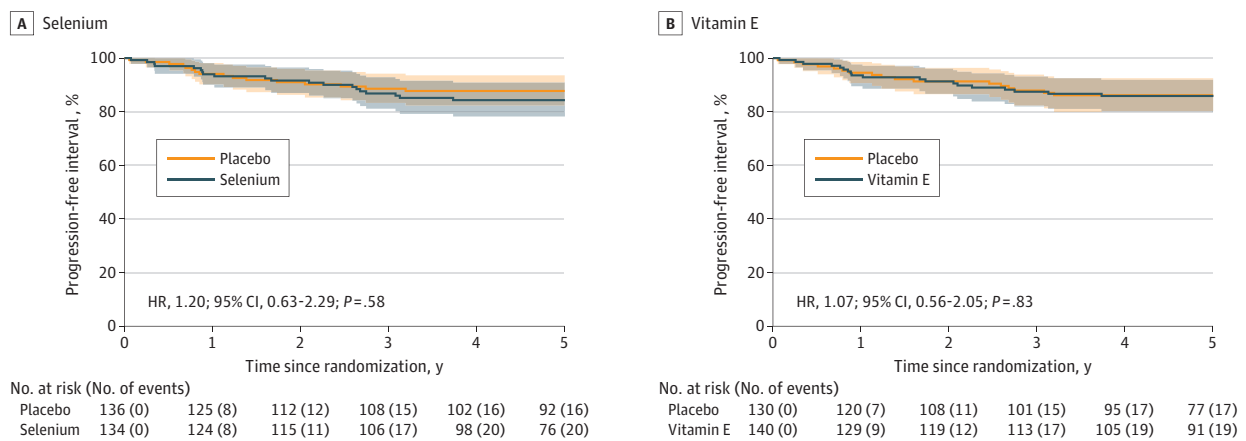 A Selenium
100
80
60
40
20
0
Progression-free interval, %
Placebo
Selenium
HR, 1.20; 95% CI, 0.63-2.29; P=.58
0 1 2 3 4 5
Time since randomization, y
No. at risk (No. of events)
Placebo 136 (0) 125 (8) 112 (12) 108 (15) 102 (16) 92 (16)
Selenium 134 (0) 124 (8) 115 (11) 106 (17) 98 (20) 76 (20)
B Vitamin E
100
80
60
40
20
0
Progression-free interval, %
Placebo
Vitamin E
HR, 1.07; 95% CI, 0.56-2.05; P=.83
0 1 2 3 4 5
Time since randomization, y
No. at risk (No. of events)
Placebo 130 (0) 120 (7) 108 (11) 101 (15) 95 (17) 77 (17)
Vitamin E 140 (0) 129 (9) 119 (12) 113 (17) 105 (19) 91 (19)